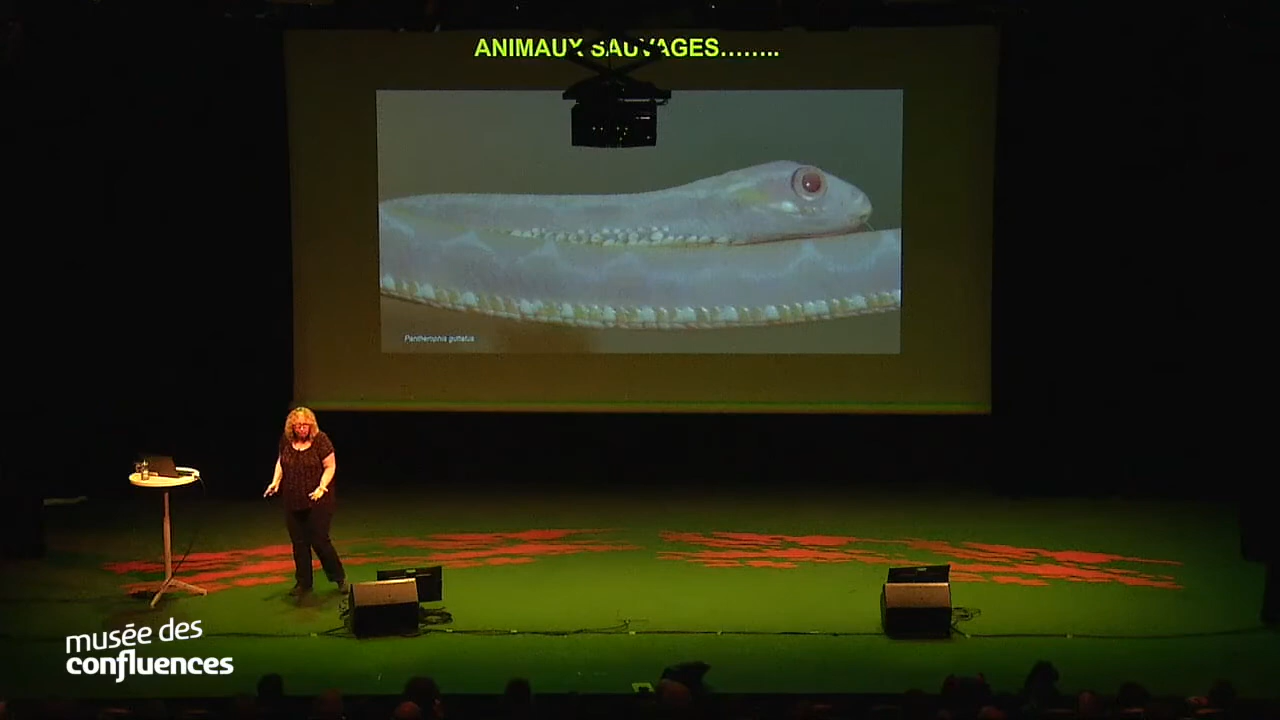 ANIMAUX SAUVAGES........
Pantherophis guttatus
musée des
confluences